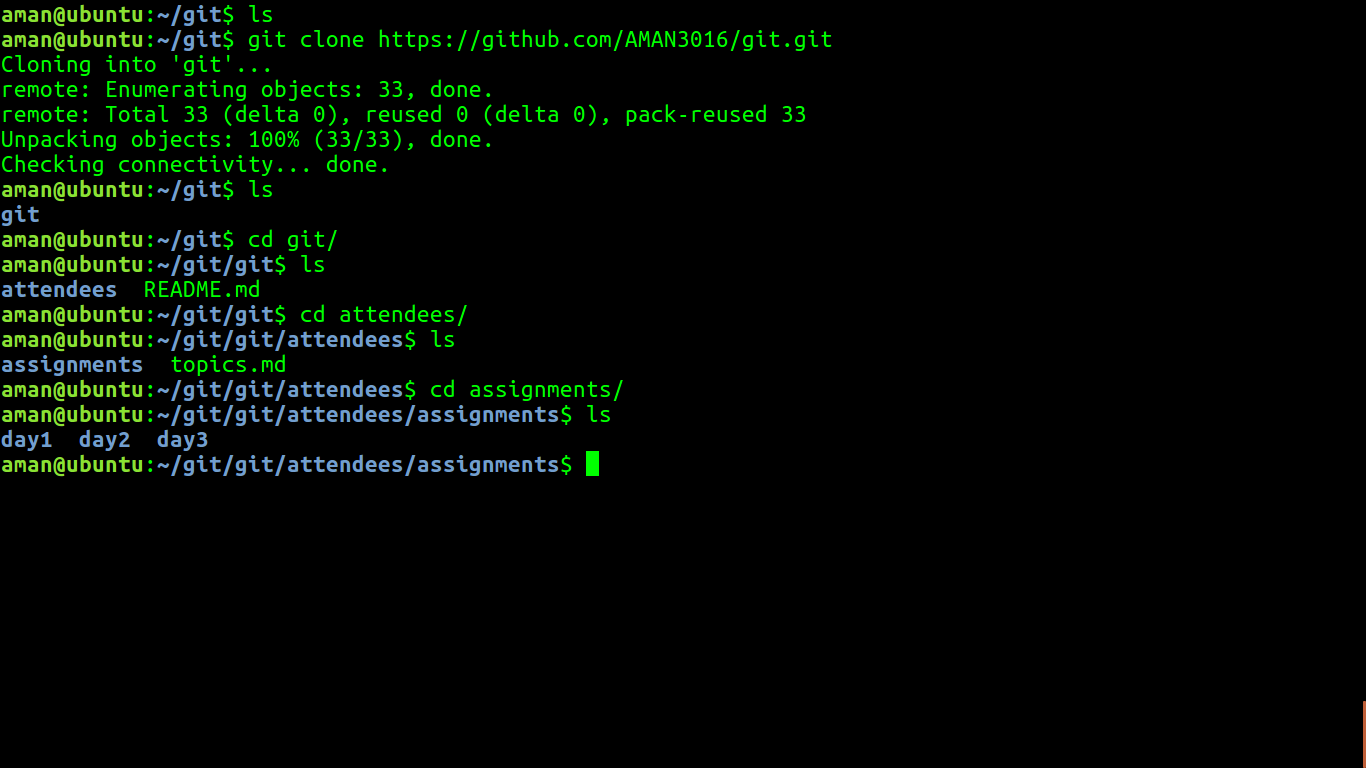 aman@ubuntu:~/git$ ls
aman@ubuntu:~/git$ git clone https://github.com/AMAN3016/git.git
Cloning into 'git'...
remote: Enumerating objects: 33, done.
remote: Total 33 (delta 0), reused 0 (delta 0), pack-reused 33
Unpacking objects: 100% (33/33), done.
Checking connectivity... done.
aman@ubuntu:~/git$ ls
git
aman@ubuntu:~/git$ cd git/
aman@ubuntu:~/git/git$ ls
attendees  README.md
aman@ubuntu:~/git/git$ cd attendees/
aman@ubuntu:~/git/git/attendees$ ls
assignments  topics.md
aman@ubuntu:~/git/git/attendees$ cd assignments/
aman@ubuntu:~/git/git/attendees/assignments$ ls
day1  day2  day3
aman@ubuntu:~/git/git/attendees/assignments$